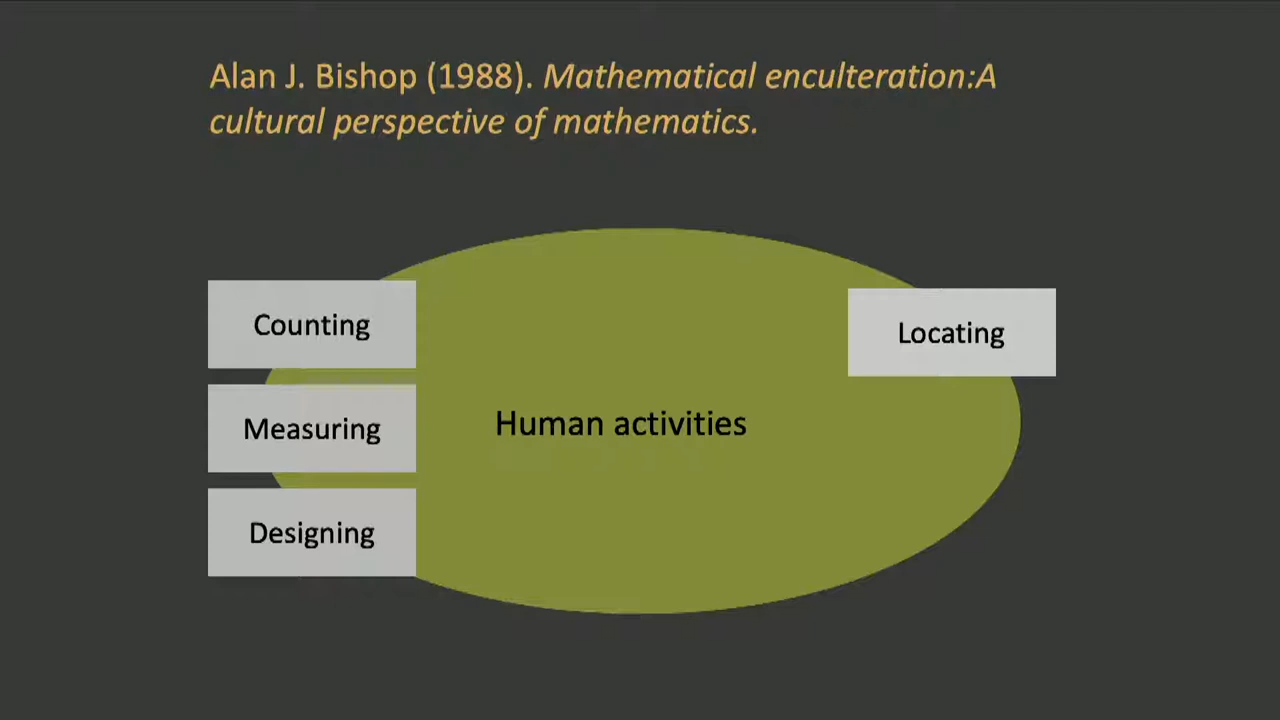 Alan J. Bishop (1988). Mathematical enculteration:A
cultural perspective of mathematics.
Counting
Locating
Measuring
Human activities
Designing